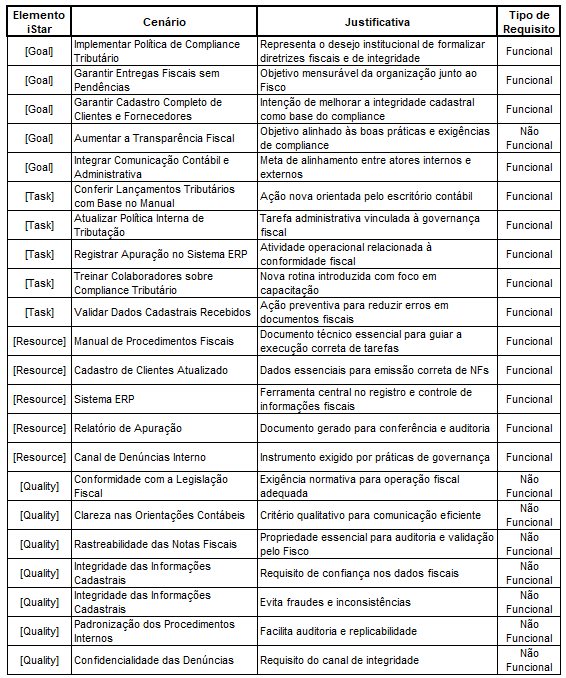 Elemento iStar | Cenário | Justificativa | Tipo de Requisito
[Goal] | Implementar Política de Compliance Tributário | Representa o desejo institucional de formalizar diretrizes fiscais e de integridade | Funcional
[Goal] | Garantir Entregas Fiscais sem Pendências | Objetivo mensurável da organização junto ao Fisco | Funcional
[Goal] | Garantir Cadastro Completo de Clientes e Fornecedores | Intenção de melhorar a integridade cadastral como base do compliance | Funcional
[Goal] | Aumentar a Transparência Fiscal | Objetivo alinhado às boas práticas e exigências de compliance | Não Funcional
[Goal] | Integrar Comunicação Contábil e Administrativa | Meta de alinhamento entre atores internos e externos | Funcional
[Task] | Conferir Lançamentos Tributários com Base no Manual | Ação nova orientada pelo escritório contábil | Funcional
[Task] | Atualizar Política Interna de Tributação | Tarefa administrativa vinculada à governança fiscal | Funcional
[Task] | Registrar Apuração no Sistema ERP | Atividade operacional relacionada à conformidade fiscal | Funcional
[Task] | Treinar Colaboradores sobre Compliance Tributário | Nova rotina introduzida com foco em capacitação | Funcional
[Task] | Validar Dados Cadastrais Recebidos | Ação preventiva para reduzir erros em documentos fiscais | Funcional
[Resource] | Manual de Procedimentos Fiscais | Documento técnico essencial para guiar a execução correta de tarefas | Funcional
[Resource] | Cadastro de Clientes Atualizado | Dados essenciais para emissão correta de NFs | Funcional
[Resource] | Sistema ERP | Ferramenta central no registro e controle de informações fiscais | Funcional
[Resource] | Relatório de Apuração | Documento gerado para conferência e auditoria | Funcional
[Resource] | Canal de Denúncias Interno | Instrumento exigido por práticas de governança | Funcional
[Quality] | Conformidade com a Legislação Fiscal | Exigência normativa para operação fiscal adequada | Não Funcional
[Quality] | Clareza nas Orientações Contábeis | Critério qualitativo para comunicação eficiente | Não Funcional
[Quality] | Rastreabilidade das Notas Fiscais | Propriedade essencial para auditoria e validação pelo Fisco | Não Funcional
[Quality] | Integridade das Informações Cadastrais | Requisito de confiança nos dados fiscais | Não Funcional
[Quality] | Integridade das Informações Cadastrais | Evita fraudes e inconsistências | Não Funcional
[Quality] | Padronização dos Procedimentos Internos | Facilita auditoria e replicabilidade | Não Funcional
[Quality] | Confidencialidade das Denúncias | Requisito do canal de integridade | Não Funcional